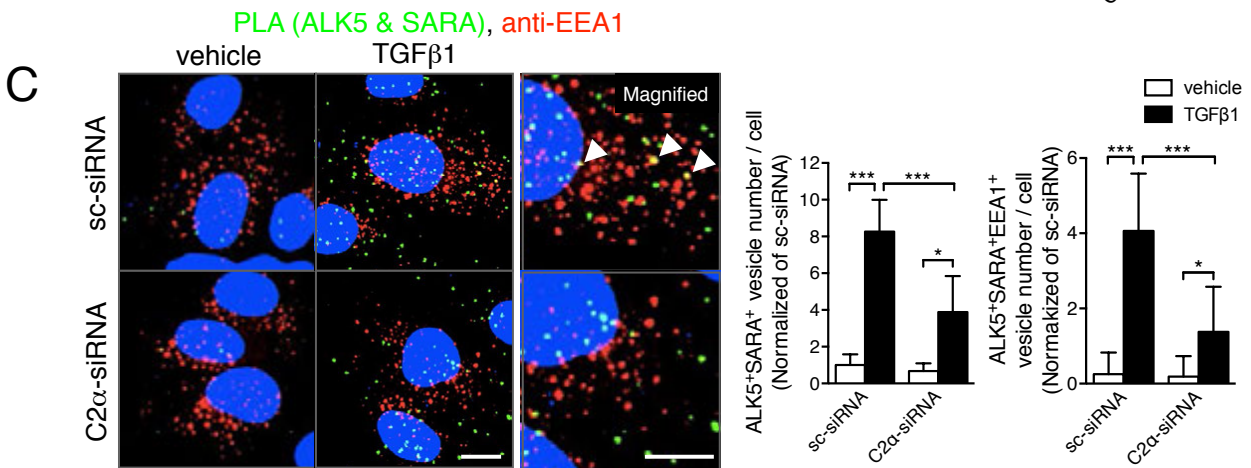 g
PLA (ALK5 & SARA), anti-EEA1
vehicle TGFβ1
C
sc-siRNA
C2α-siRNA
Magnified
vehicle
TGFβ1
ALK5⁺SARA⁺ vesicle number / cell
(Normalized of sc-siRNA)
12
10
8
6
4
2
0
***
***
*
sc-siRNA
C2α-siRNA
ALK5⁺SARA⁺EEA1⁺
vesicle number / cell
(Normakized of sc-siRNA)
6
4
2
0
***
***
*
sc-siRNA
C2α-siRNA